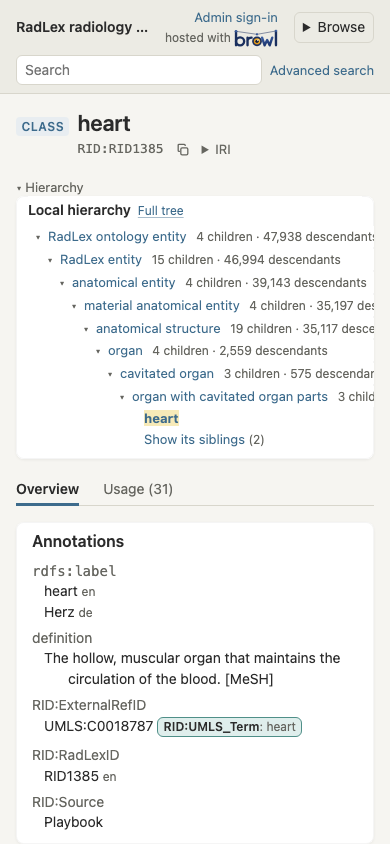 RadLex radiology ...
Admin sign-in
hosted with browl
▶ Browse
Search
Advanced search
CLASS heart
RID:RID1385 ▶ IRI
▾ Hierarchy
Local hierarchy Full tree
▾ RadLex ontology entity 4 children · 47,938 descendants
▾ RadLex entity 15 children · 46,994 descendants
▾ anatomical entity 4 children · 39,143 descendants
▾ material anatomical entity 4 children · 35,197 des
▾ anatomical structure 19 children · 35,117 desce
▾ organ 4 children · 2,559 descendants
▾ cavitated organ 3 children · 575 descendan
▾ organ with cavitated organ parts 3 child
heart
Show its siblings (2)
Overview
Usage (31)
Annotations
rdfs:label
heart en
Herz de
definition
The hollow, muscular organ that maintains the
circulation of the blood. [MeSH]
RID:ExternalRefID
UMLS:C0018787 RID:UMLS_Term: heart
RID:RadLexID
RID1385 en
RID:Source
Playbook